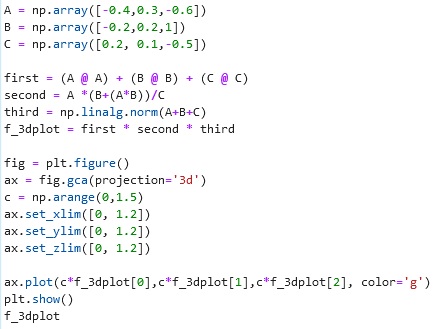 A = np.array([-0.4,0.3,-0.6])
B = np.array([-0.2,0.2,1])
C = np.array([0.2, 0.1,-0.5])
first = (A @ A) + (B @ B) + (C @ C)
second = A *(B+(A*B))/C
third = np.linalg.norm(A+B+C)
f_3dplot = first * second * third
fig = plt.figure()
ax = fig.gca(projection='3d')
c = np.arange(0,1.5)
ax.set_xlim([0, 1.2])
ax.set_ylim([0, 1.2])
ax.set_zlim([0, 1.2])
ax.plot(c*f_3dplot[0],c*f_3dplot[1],c*f_3dplot[2], color='g')
plt.show()
f_3dplot